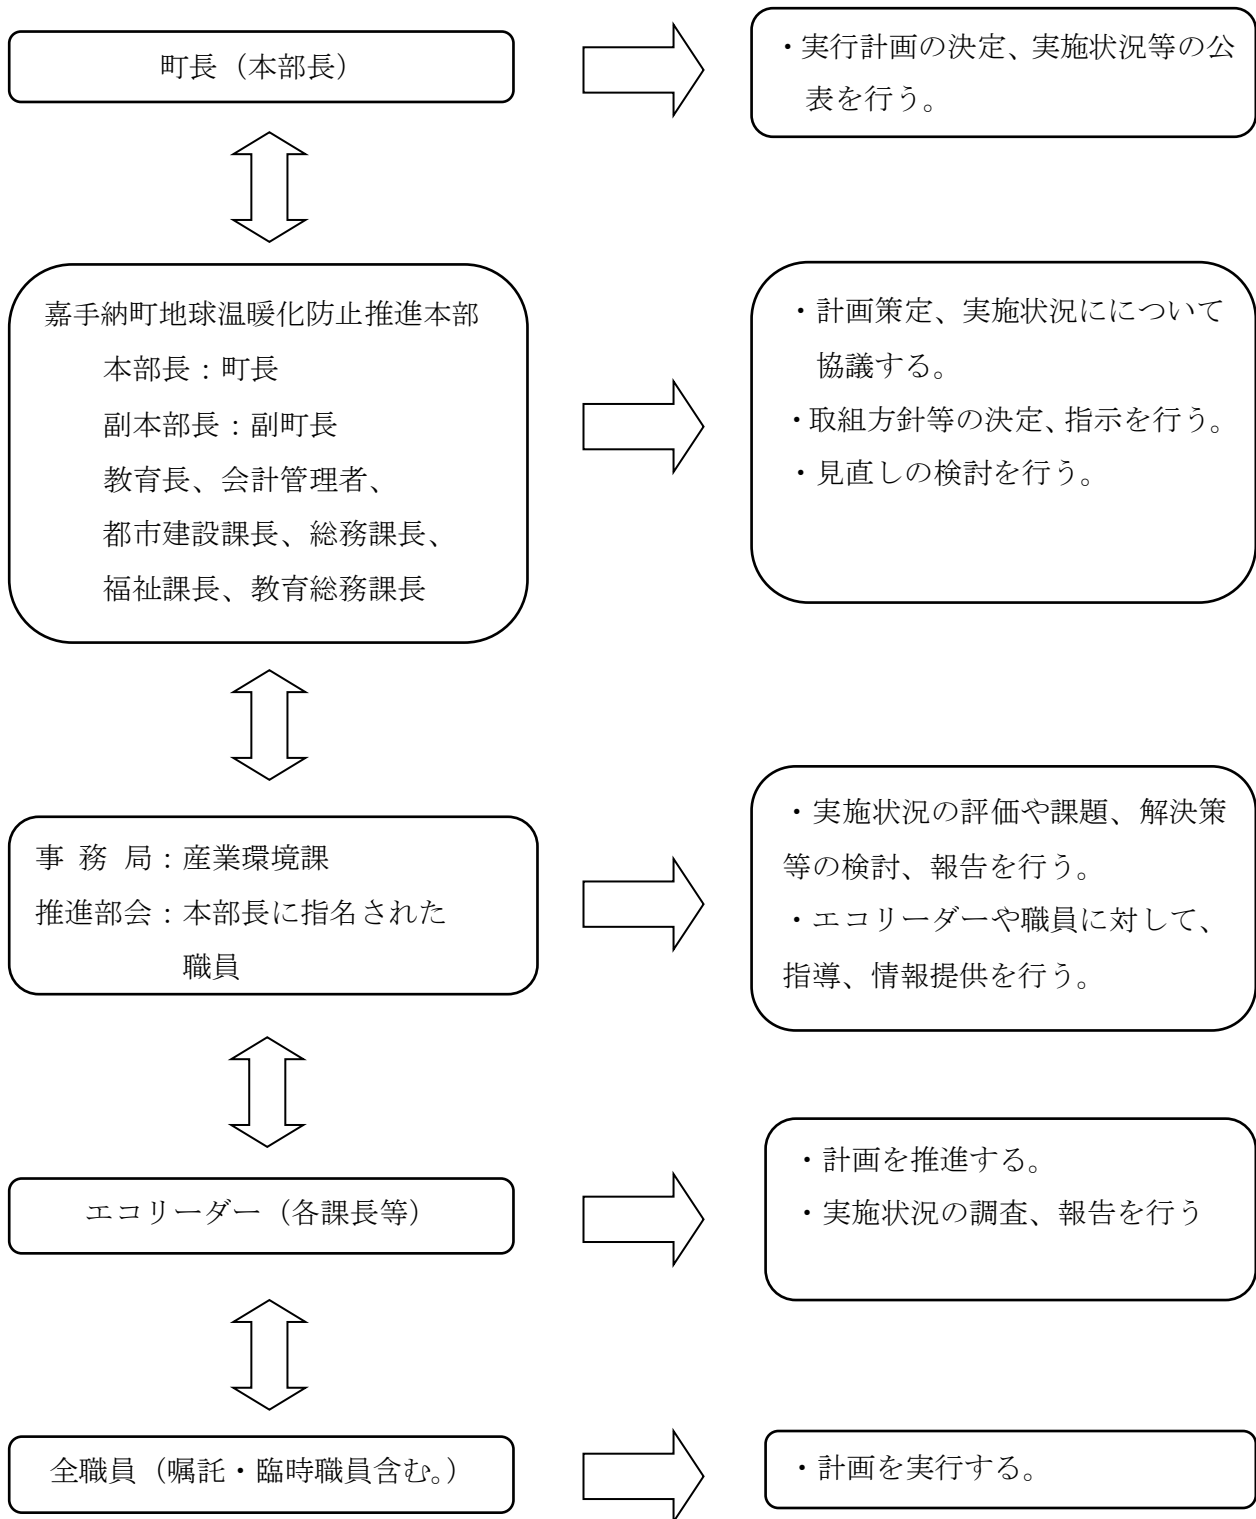 町長（本部長）
・実行計画の決定、実施状況等の公
表を行う。
嘉手納町地球温暖化防止推進本部
本部長：町長
副本部長：副町長
教育長、会計管理者、
都市建設課長、総務課長、
福祉課長、教育総務課長
・計画策定、実施状況にについて
協議する。
・取組方針等の決定、指示を行う。
・見直しの検討を行う。
事 務 局：産業環境課
推進部会：本部長に指名された
職員
・実施状況の評価や課題、解決策
等の検討、報告を行う。
・エコリーダーや職員に対して、
指導、情報提供を行う。
エコリーダー（各課長等）
・計画を推進する。
・実施状況の調査、報告を行う
全職員（嘱託・臨時職員含む。）
・計画を実行する。